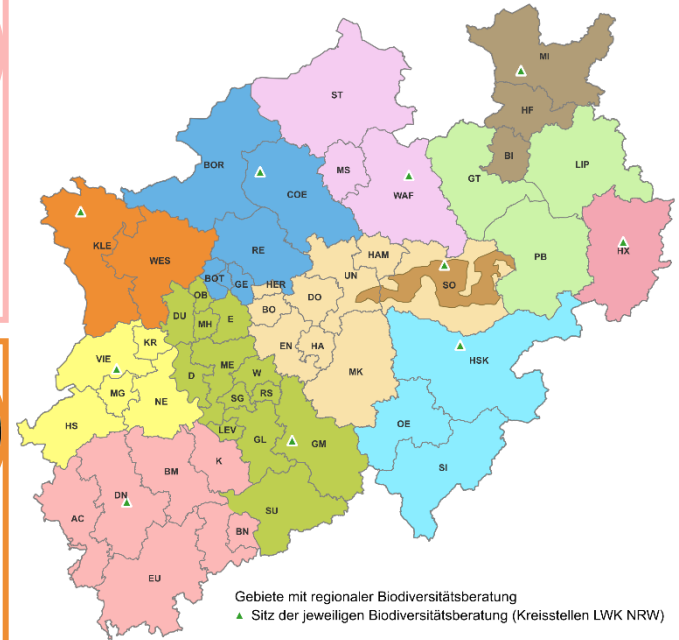 MI
ST
HF
BOR
BI
MS
LIP
GT
COE
WAF
KLE
RE
HX
WES
HAM
PB
UN
BOT
GE
HER
SO
OB
DO
DU
BO
MH
E
KR
EN
HA
VIE
HSK
ME
MK
D
W
MG
RS
NE
SG
HS
OE
LEV
GL
GM
K
SI
BM
DN
SU
AC
BN
EU
Gebiete mit regionaler Biodiversitätsberatung
Sitz der jeweiligen Biodiversitätsberatung (Kreisstellen LWK NRW)